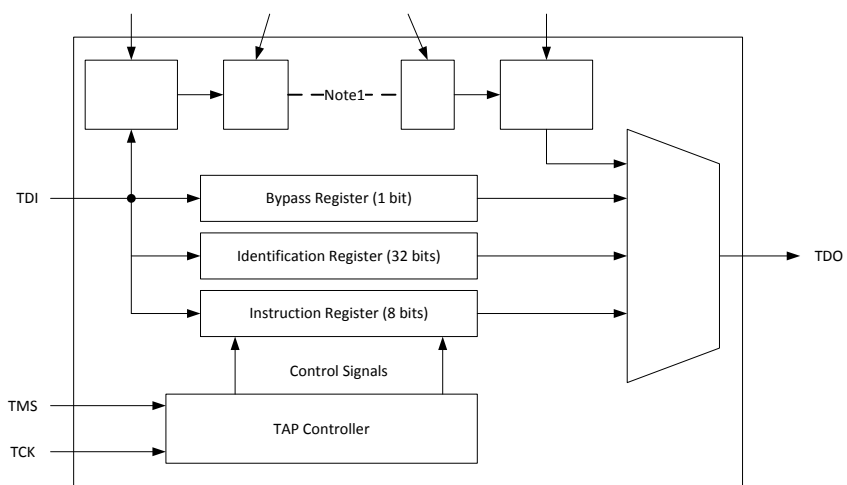 Note1
TDI
Bypass Register (1 bit)
Identification Register (32 bits)
TDO
Instruction Register (8 bits)
Control Signals
TMS
TAP Controller
TCK